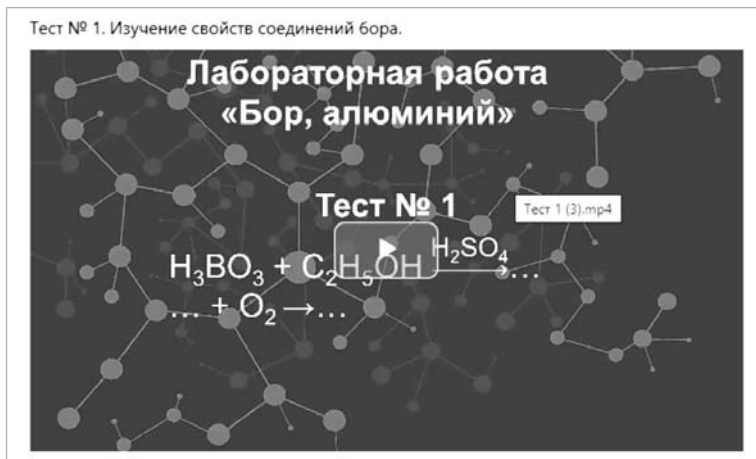 Тест № 1. Изучение свойств соединений бора.
Лабораторная работа
«Бор, алюминий»
Тест № 1
Тест 1 (3).mp4
H₃BO₃ + C₂H₅OH H₂SO₄ ⟶…
… + O₂ →…